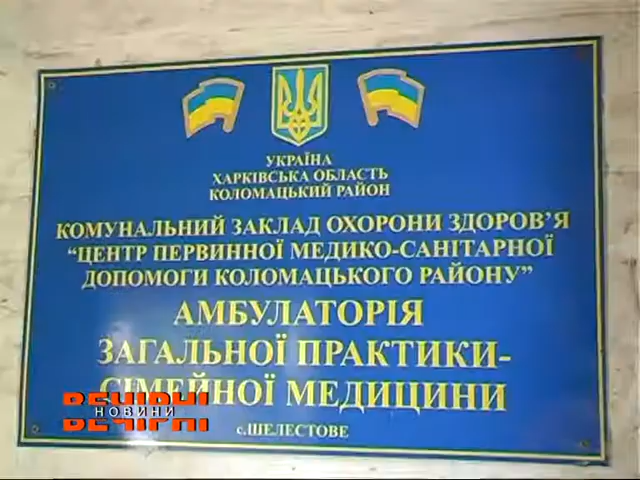 УКРАЇНА
ХАРКІВСЬКА ОБЛАСТЬ
КОЛОМАЦЬКИЙ РАЙОН
КОМУНАЛЬНИЙ ЗАКЛАД ОХОРОНИ ЗДОРОВ'Я
"ЦЕНТР ПЕРВИННОЇ МЕДИКО-САНІТАРНОЇ
ДОПОМОГИ КОЛОМАЦЬКОГО РАЙОНУ"
АМБУЛАТОРІЯ
ЗАГАЛЬНОЇ ПРАКТИКИ-
СІМЕЙНОЇ МЕДИЦИНИ
с.ШЕЛЕСТОВЕ
ВЕЧІРНІ
НОВИНИ
ВЕЧІРНІ